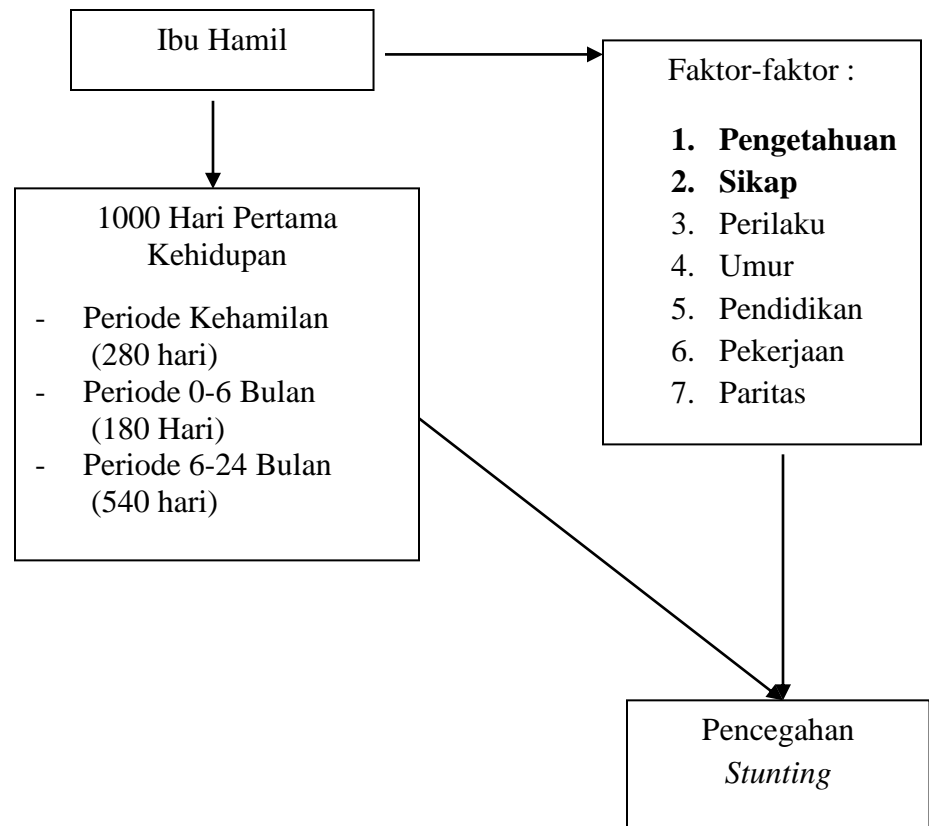 Ibu Hamil
Faktor-faktor :
1. Pengetahuan
2. Sikap
3. Perilaku
4. Umur
5. Pendidikan
6. Pekerjaan
7. Paritas
1000 Hari Pertama
Kehidupan
- Periode Kehamilan
(280 hari)
- Periode 0-6 Bulan
(180 Hari)
- Periode 6-24 Bulan
(540 hari)
Pencegahan
Stunting